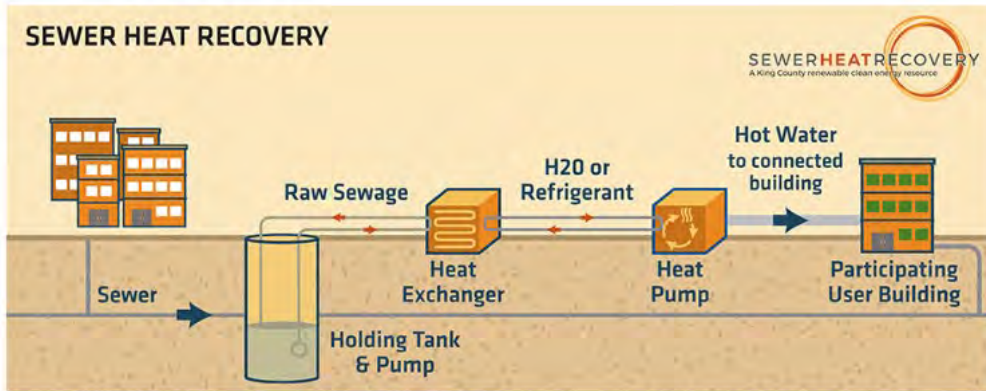 SEWER HEAT RECOVERY
SEWERHEATRECOVERY
A King County renewable clean energy resource
Hot Water
to connected
building
H20 or
Refrigerant
Raw Sewage
Heat
Exchanger
Heat
Pump
Participating
User Building
Sewer
Holding Tank
& Pump